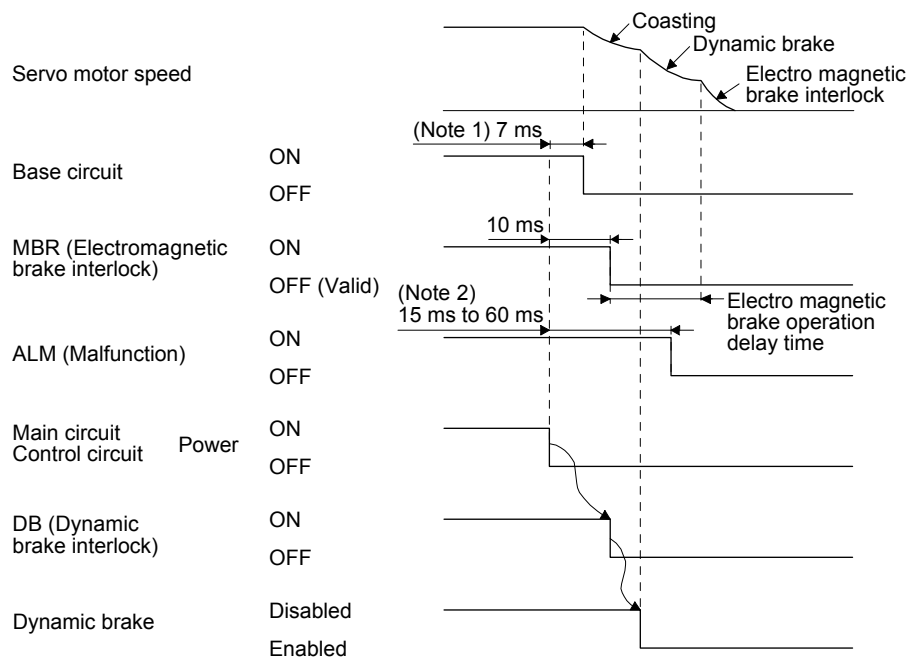 Coasting
Dynamic brake
Servo motor speed
Electro magnetic
brake interlock
(Note 1) 7 ms
Base circuit
ON
OFF
10 ms
MBR (Electromagnetic
brake interlock)
ON
OFF (Valid)
(Note 2)
15 ms to 60 ms
Electro magnetic
brake operation
delay time
ALM (Malfunction)
ON
OFF
Main circuit
Control circuit
Power
ON
OFF
DB (Dynamic
brake interlock)
ON
OFF
Dynamic brake
Disabled
Enabled